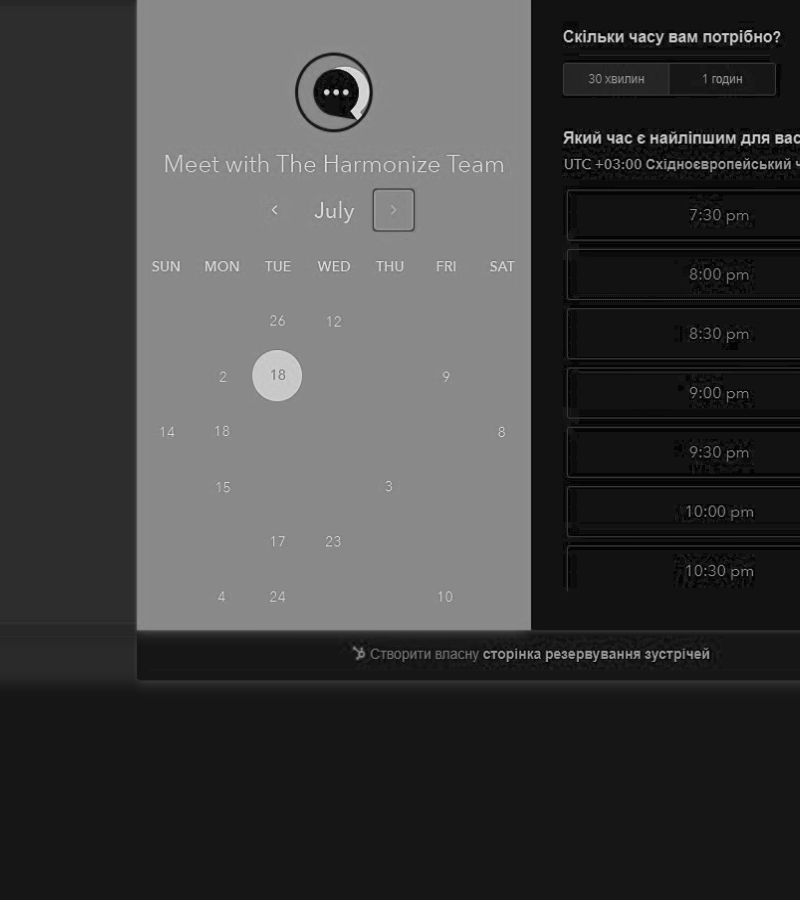 Meet with The Harmonize Team
July
SUN MON TUE WED THU FRI SAT
26 12
2 18 9
14 18 8
15 3
17 23
4 24 10
Скільки часу вам потрібно?
30 хвилин 1 годин
Який час є найліпшим для вас
UTC +03:00 Східноєвропейський ч
7:30 pm
8:00 pm
8:30 pm
9:00 pm
9:30 pm
10:00 pm
10:30 pm
Створити власну сторінка резервування зустрічей